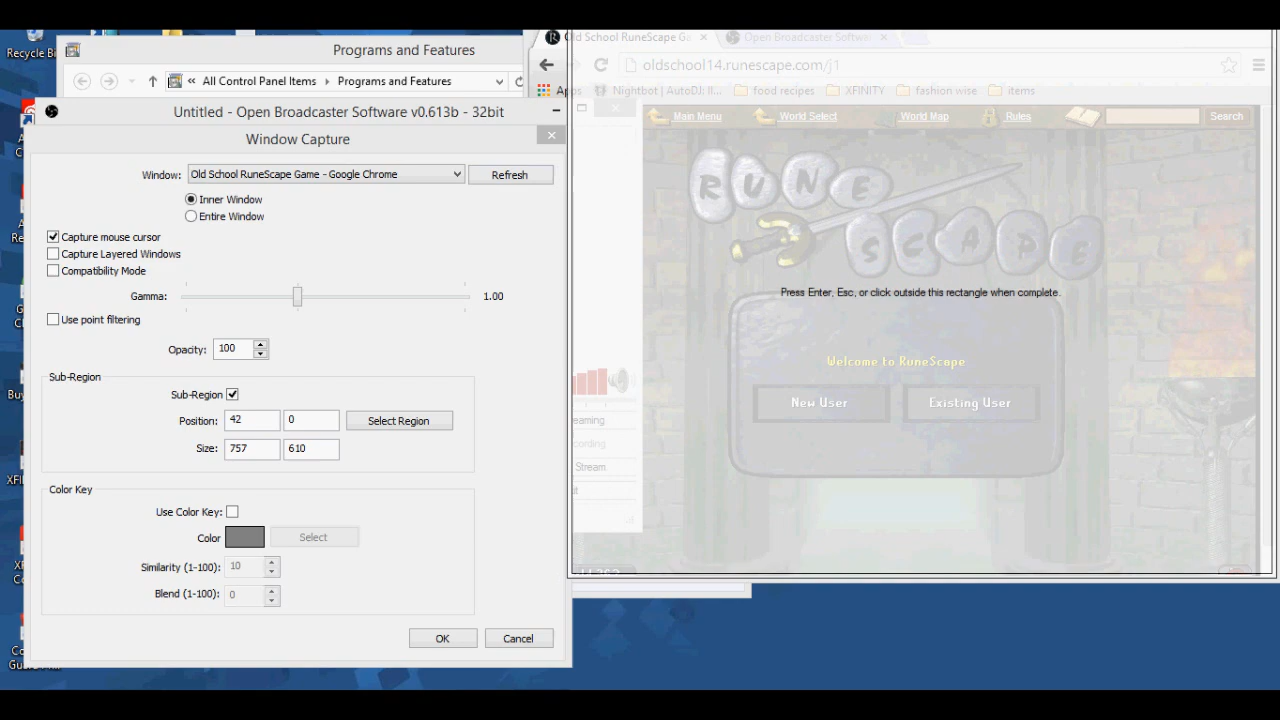 Recycle Bi
Programs and Features
All Control Panel Items
Programs and Features
Untitled - Open Broadcaster Software v0.613b - 32bit
Window Capture
Window:
Old School RuneScape Game - Google Chrome
Refresh
Inner Window
Entire Window
Capture mouse cursor
Capture Layered Windows
Compatibility Mode
Gamma:
1.00
Use point filtering
Opacity:
100
Sub-Region
Sub-Region
Position:
42
0
Select Region
Size:
757
610
Color Key
Use Color Key:
Color
Select
Similarity (1-100):
10
Blend (1-100):
0
OK
Cancel
Old School RuneScape Ga
Open Broadcaster Softwa
oldschool14.runescape.com/j1
Apps
Nightbot | AutoDJ: Il...
food recipes
XFINITY
fashion wise
items
Main Menu
World Select
World Map
Rules
Search
RUNE
SCAPE
Press Enter, Esc, or click outside this rectangle when complete.
Welcome to RuneScape
New User
Existing User
eaming
cording
Stream